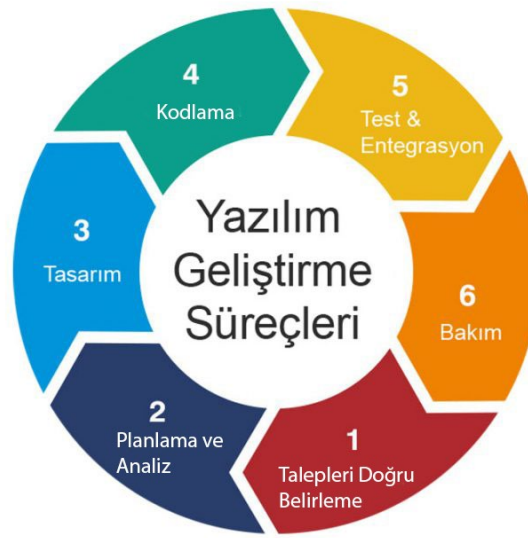 Yazılım
Geliştirme
Süreçleri
1
Talepleri Doğru
Belirleme
2
Planlama ve
Analiz
3
Tasarım
4
Kodlama
5
Test &
Entegrasyon
6
Bakım